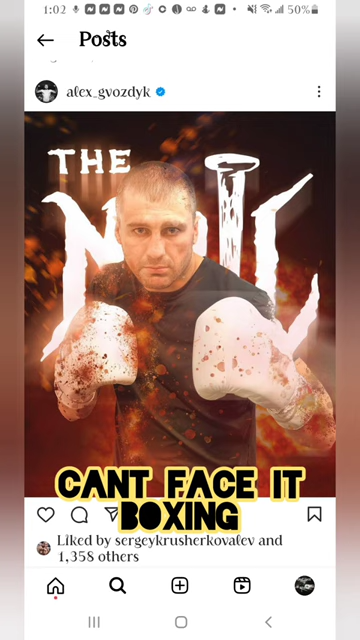 1:02 50%
Posts
alex_gvozdyk
THE
NAIL
CANT FACE IT
BOXING
Liked by sergeykrusherkovalev and
1,358 others